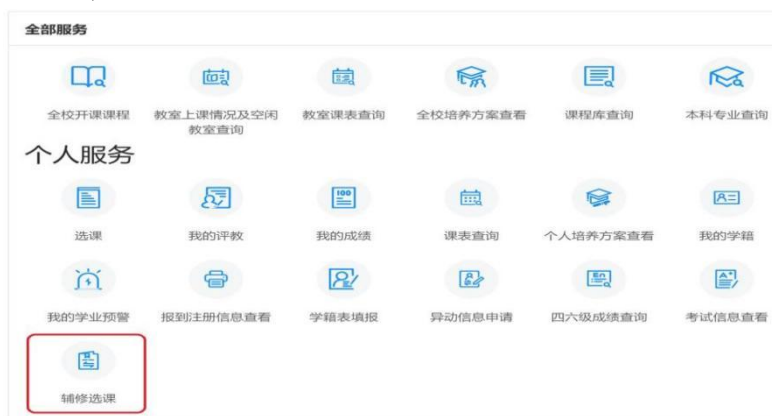 全部服务
全校开课课程
教室上课情况及空闲
教室查询
教室课表查询
全校培养方案查看
课程库查询
本科专业查询
个人服务
选课
我的评教
我的成绩
课表查询
个人培养方案查看
我的学籍
我的学业预警
报到注册信息查看
学籍表填报
异动信息申请
四六级成绩查询
考试信息查看
辅修选课